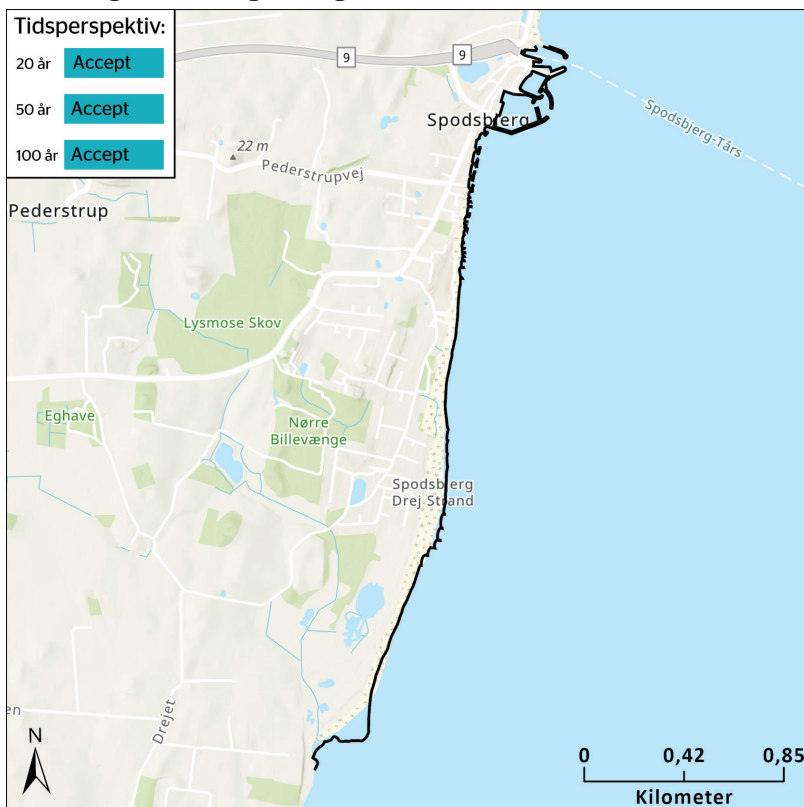 Tidsperspektiv:
20 år Accept
50 år Accept
100 år Accept
9
9
Spodsbjerg
Spodsbjerg-Tårs
22 m
Pederstrupvej
Pederstrup
Lysmose Skov
Eghave
Nørre
Billevænge
Spodsbjerg
Drej Strand
Drejet
en
N
0 0,42 0,85
Kilometer